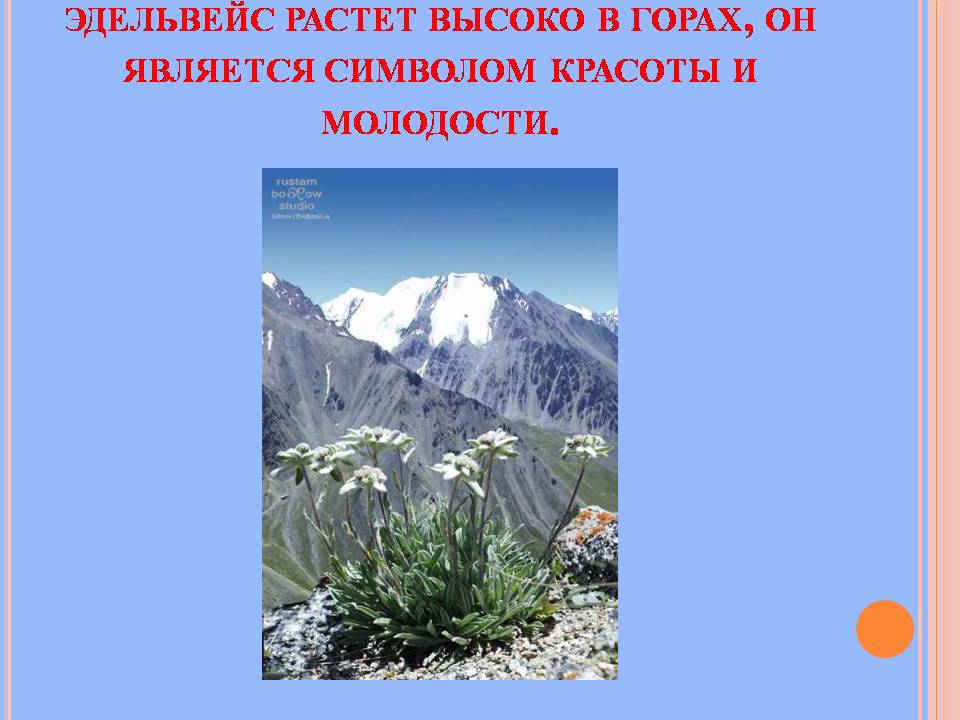 ЭДЕЛЬВЕЙС РАСТЕТ ВЫСОКО В ГОРАХ, ОН
ЯВЛЯЕТСЯ СИМВОЛОМ КРАСОТЫ И
МОЛОДОСТИ.
rustam
studio